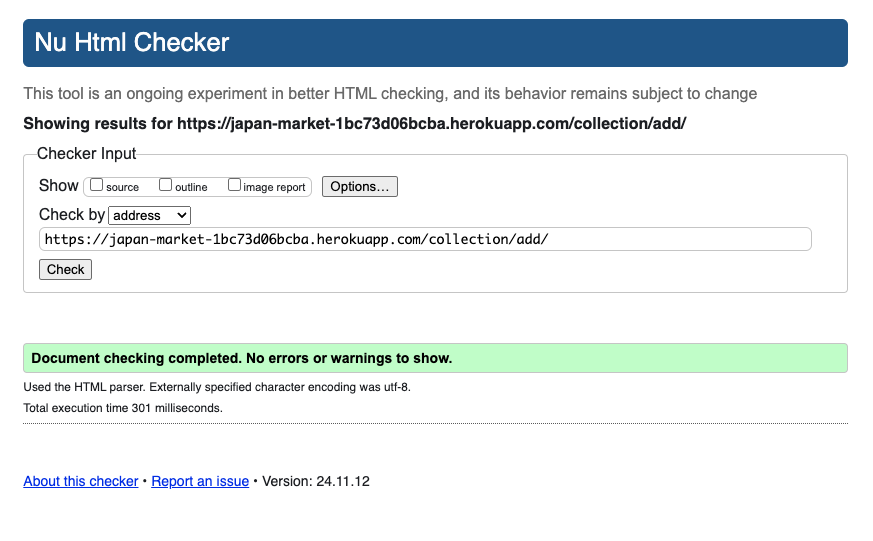 Nu Html Checker
This tool is an ongoing experiment in better HTML checking, and its behavior remains subject to change
Showing results for https://japan-market-1bc73d06bcba.herokuapp.com/collection/add/
Checker Input
Show source outline image report Options...
Check by address
https://japan-market-1bc73d06bcba.herokuapp.com/collection/add/
Check
Document checking completed. No errors or warnings to show.
Used the HTML parser. Externally specified character encoding was utf-8.
Total execution time 301 milliseconds.
About this checker • Report an issue • Version: 24.11.12